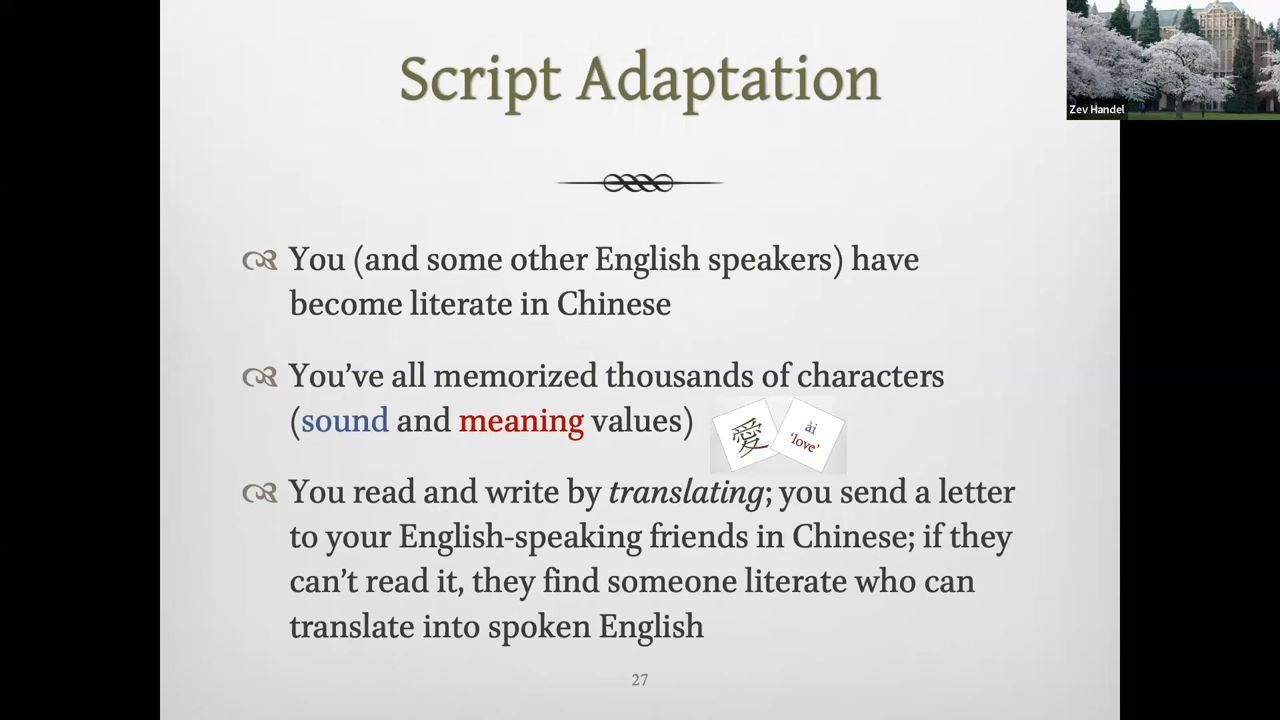 Script Adaptation
Zev Handel
You (and some other English speakers) have
become literate in Chinese
You’ve all memorized thousands of characters
(sound and meaning values)
愛
ài
‘love’
You read and write by translating; you send a letter
to your English-speaking friends in Chinese; if they
can’t read it, they find someone literate who can
translate into spoken English
27